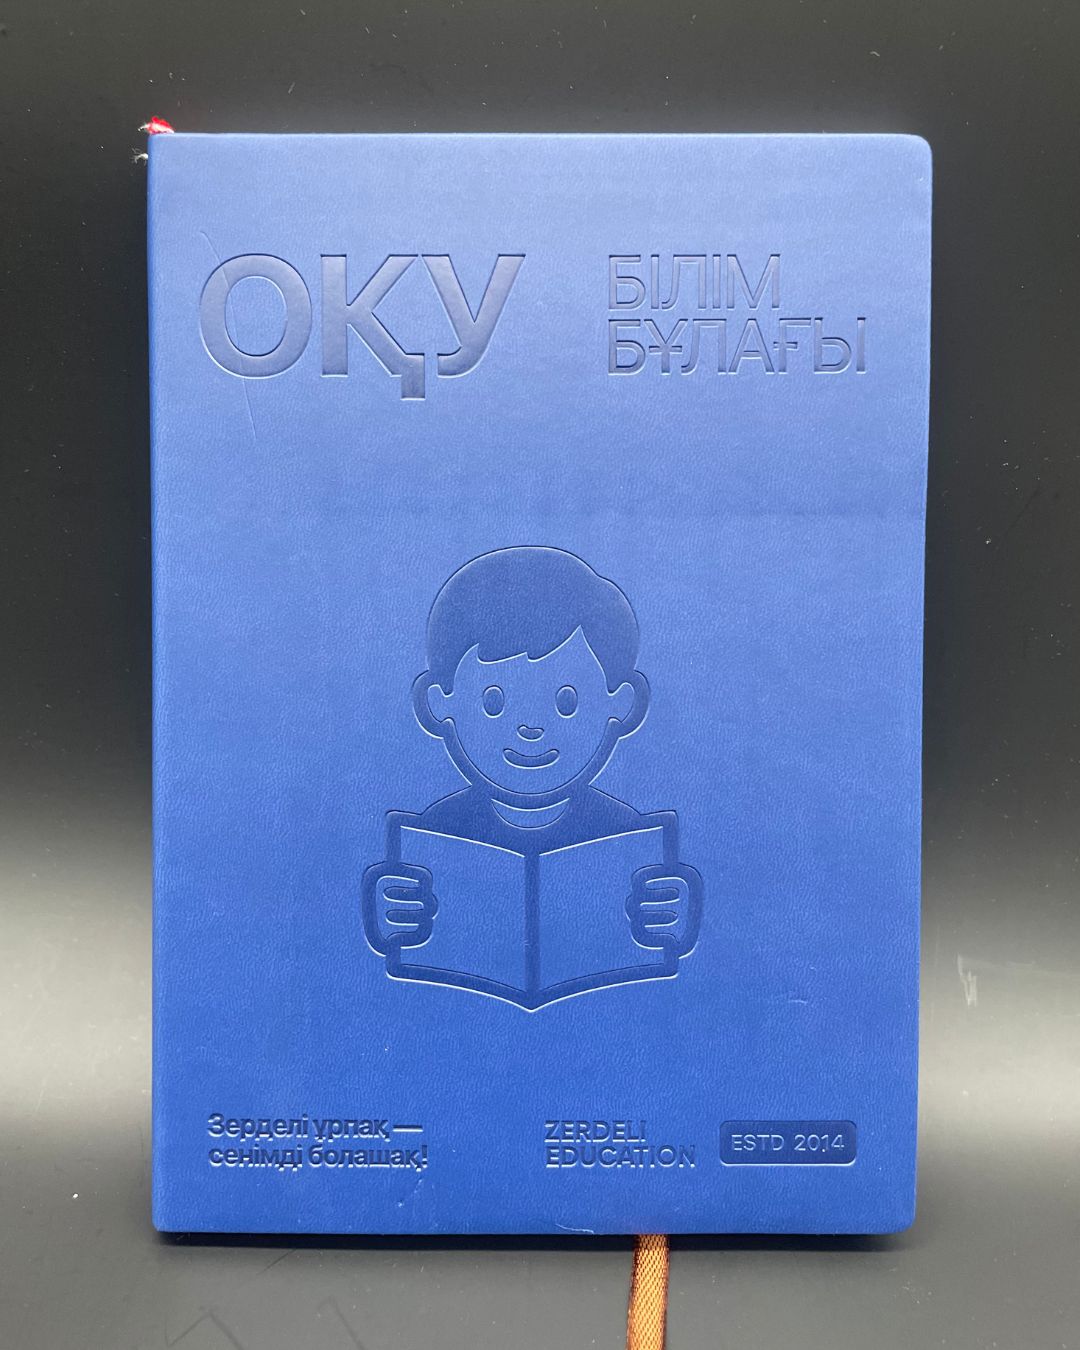 ОҚУ
БІЛІМ
БҰЛАҒЫ
Зерделі ұрпақ —
сенімді болашақ!
ZERDELI
EDUCATION
ESTD 2014